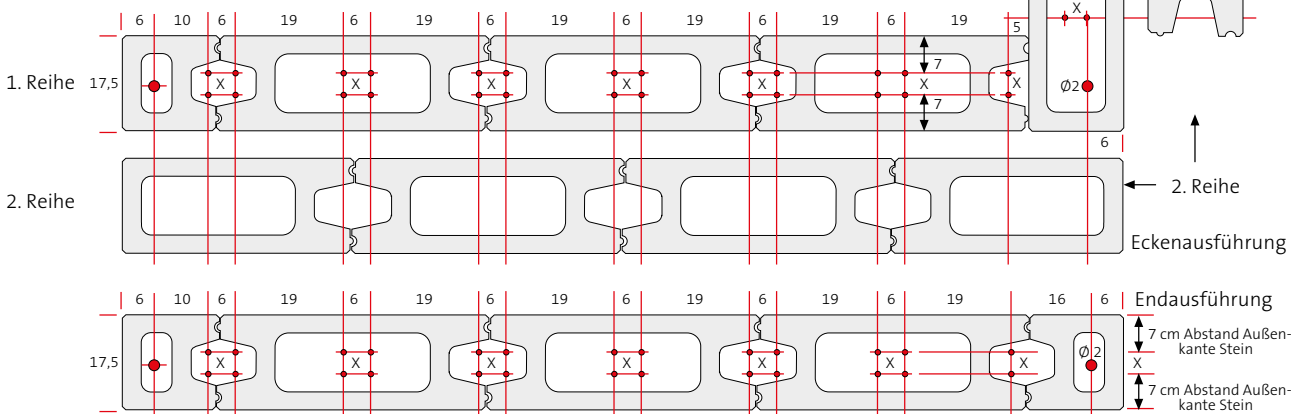 X
6 10 6 19 6 19 6 19 6 19 6 19 6 19
5
1. Reihe 17,5 X X X X X 7 X 7 X Ø2
6
2. Reihe
2. Reihe
Eckenausführung
6 10 6 19 6 19 6 19 6 19 6 19 6 19 16 6
Endausführung
17,5 X X X X X X X Ø 2
7 cm Abstand Außen-
kante Stein
X
7 cm Abstand Außen-
kante Stein